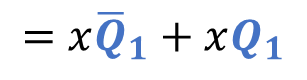 = xQ̅₁ + xQ₁